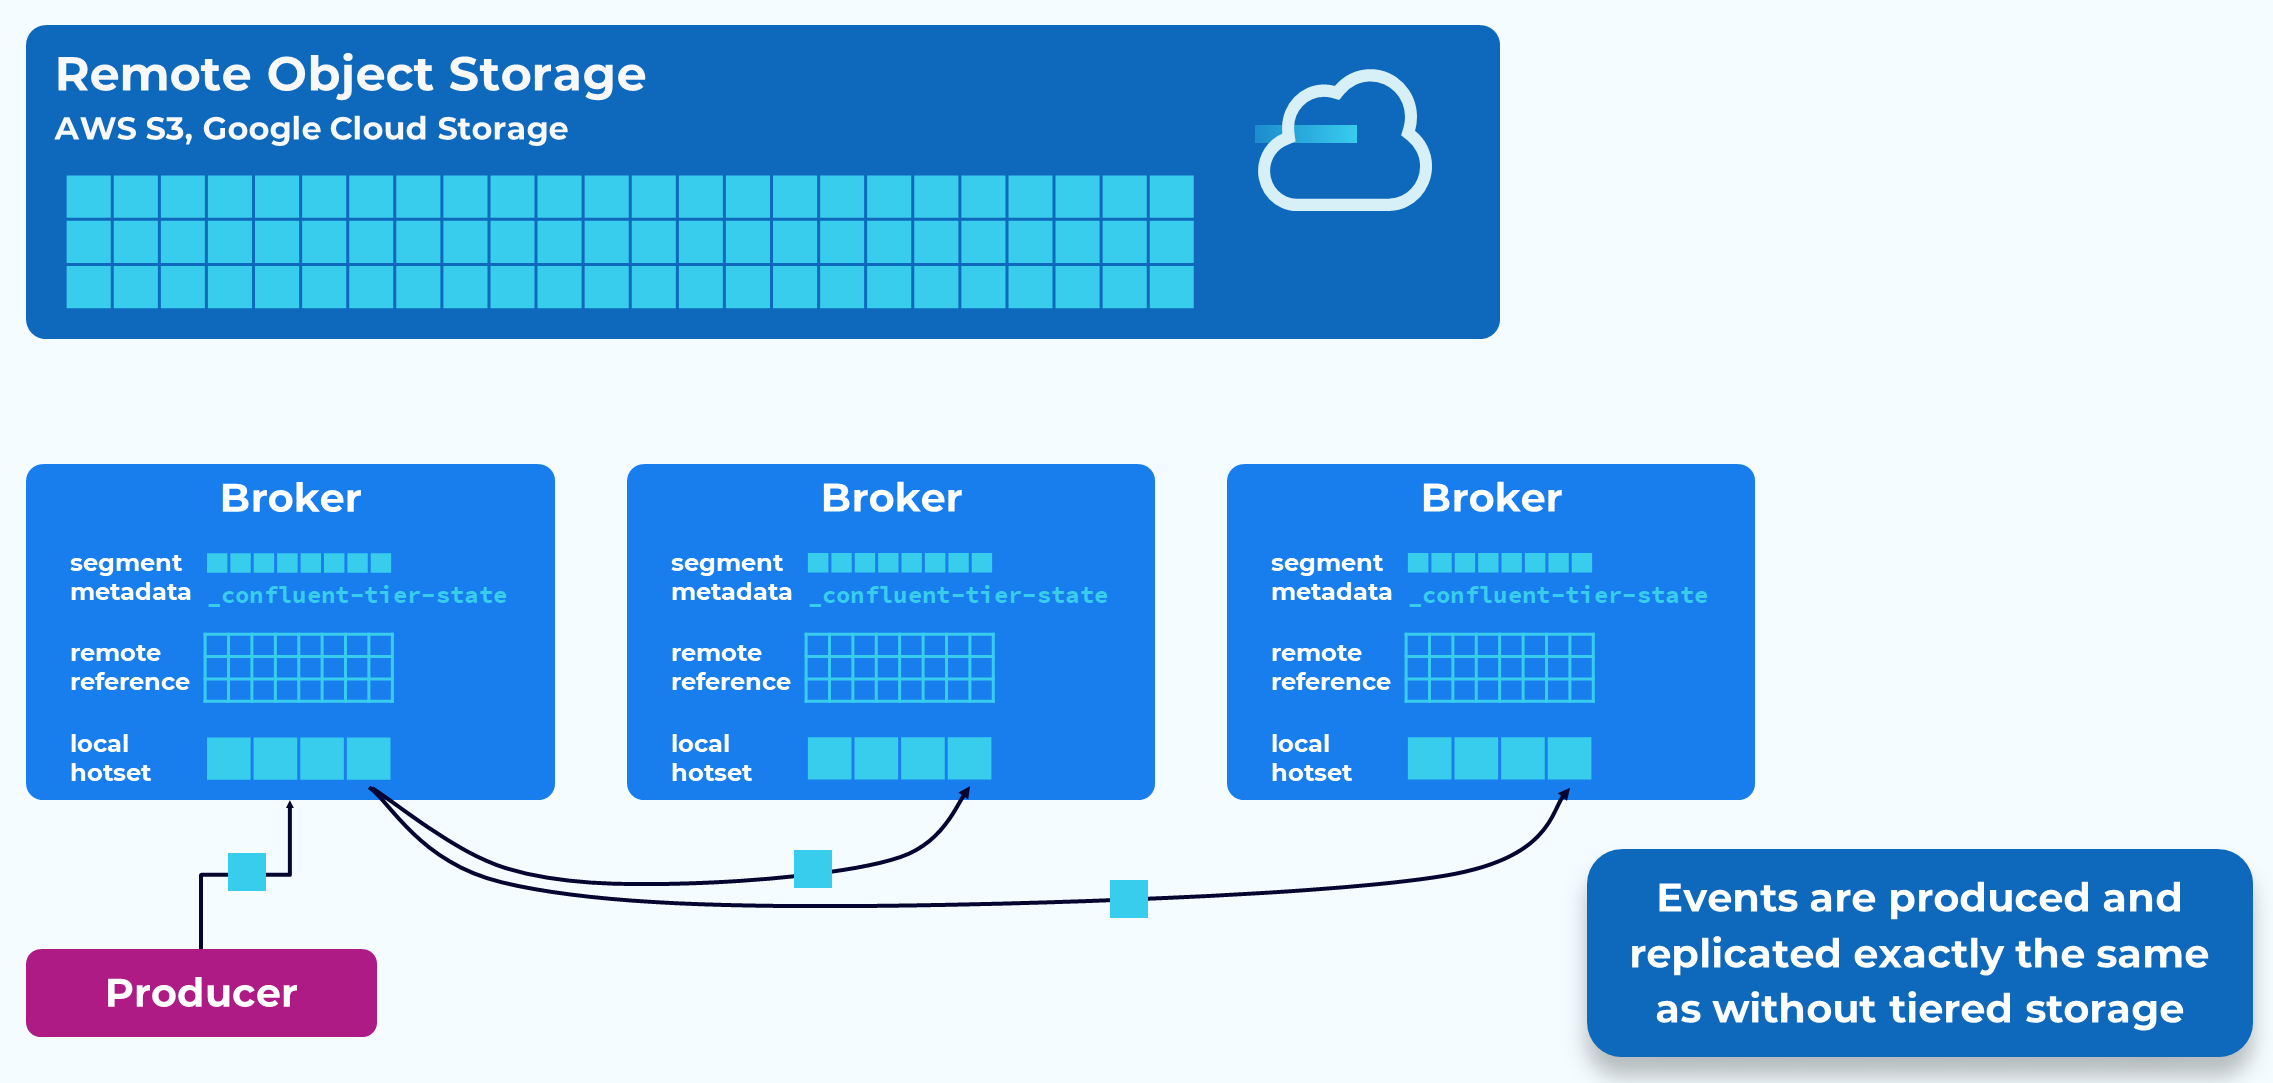 Remote Object Storage
AWS S3, Google Cloud Storage
Broker
segment
metadata
_confluent-tier-state
remote
reference
local
hotset
Broker
segment
metadata
_confluent-tier-state
remote
reference
local
hotset
Broker
segment
metadata
_confluent-tier-state
remote
reference
local
hotset
Producer
Events are produced and
replicated exactly the same
as without tiered storage